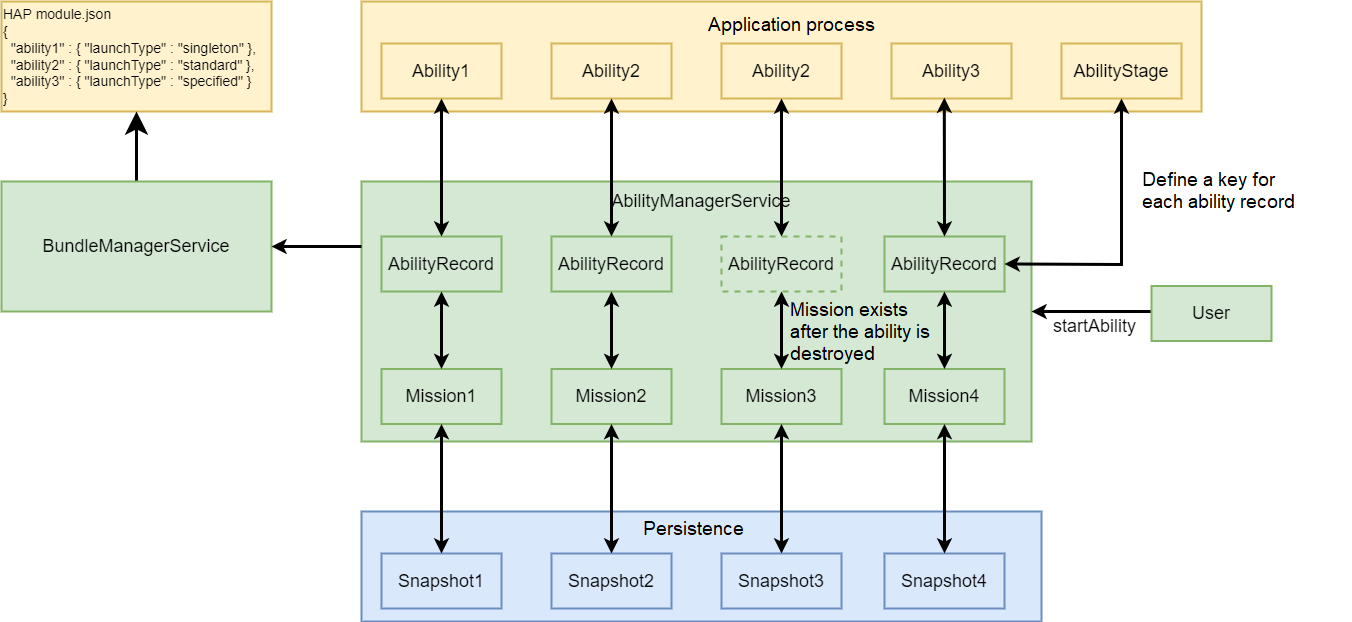 HAP module.json
{
"ability1" : { "launchType" : "singleton" },
"ability2" : { "launchType" : "standard" },
"ability3" : { "launchType" : "specified" }
}
Application process
Ability1
Ability2
Ability2
Ability3
AbilityStage
Define a key for
each ability record
AbilityManagerService
BundleManagerService
AbilityRecord
AbilityRecord
AbilityRecord
AbilityRecord
Mission exists
after the ability is
destroyed
User
startAbility
Mission1
Mission2
Mission3
Mission4
Persistence
Snapshot1
Snapshot2
Snapshot3
Snapshot4